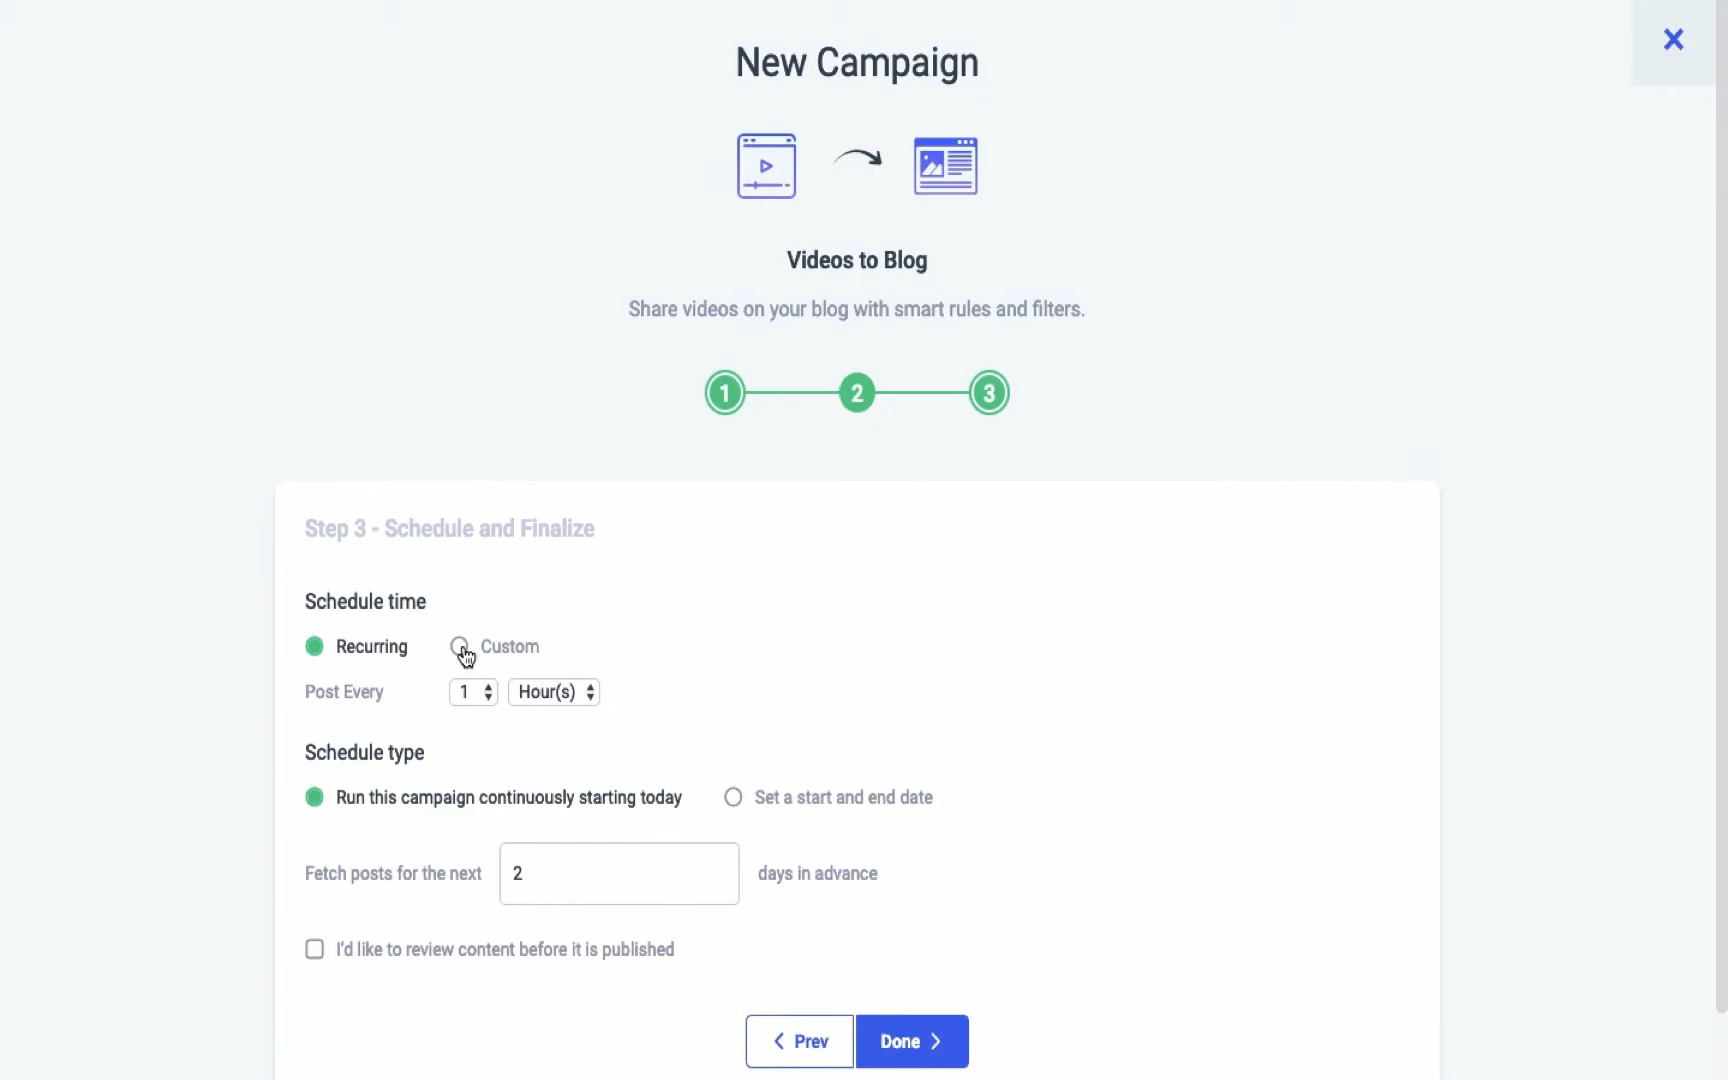 New Campaign
Videos to Blog
Share videos on your blog with smart rules and filters.
1 2 3
Step 3 - Schedule and Finalize
Schedule time
Recurring Custom
Post Every 1 Hour(s)
Schedule type
Run this campaign continuously starting today Set a start and end date
Fetch posts for the next 2 days in advance
I'd like to review content before it is published
Prev Done